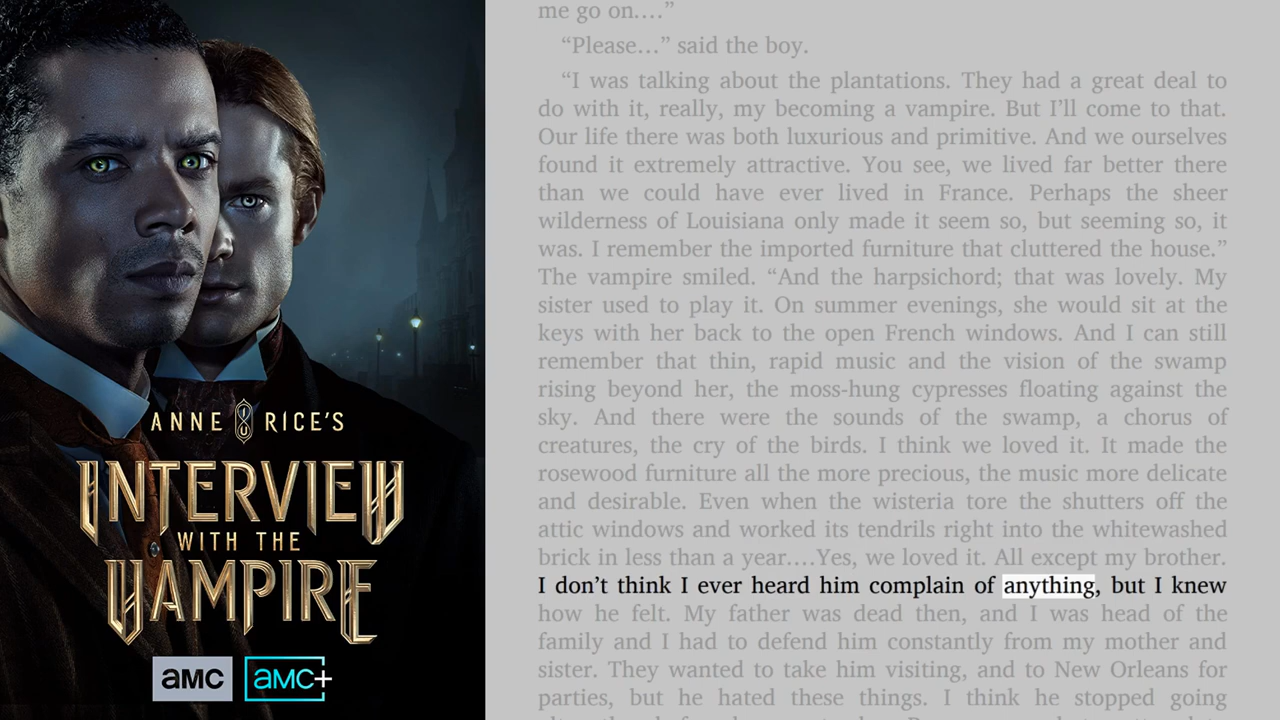 ANNE RICE'S
INTERVIEW
WITH THE
VAMPIRE
aMC
aMC+
me go on....”
“Please...” said the boy.
“I was talking about the plantations. They had a great deal to
do with it, really, my becoming a vampire. But I’ll come to that.
Our life there was both luxurious and primitive. And we ourselves
found it extremely attractive. You see, we lived far better there
than we could have ever lived in France. Perhaps the sheer
wilderness of Louisiana only made it seem so, but seeming so, it
was. I remember the imported furniture that cluttered the house.”
The vampire smiled. “And the harpsichord; that was lovely. My
sister used to play it. On summer evenings, she would sit at the
keys with her back to the open French windows. And I can still
remember that thin, rapid music and the vision of the swamp
rising beyond her, the moss-hung cypresses floating against the
sky. And there were the sounds of the swamp, a chorus of
creatures, the cry of the birds. I think we loved it. It made the
rosewood furniture all the more precious, the music more delicate
and desirable. Even when the wisteria tore the shutters off the
attic windows and worked its tendrils right into the whitewashed
brick in less than a year....Yes, we loved it. All except my brother.
I don’t think I ever heard him complain of anything, but I knew
how he felt. My father was dead then, and I was head of the
family and I had to defend him constantly from my mother and
sister. They wanted to take him visiting, and to New Orleans for
parties, but he hated these things. I think he stopped going